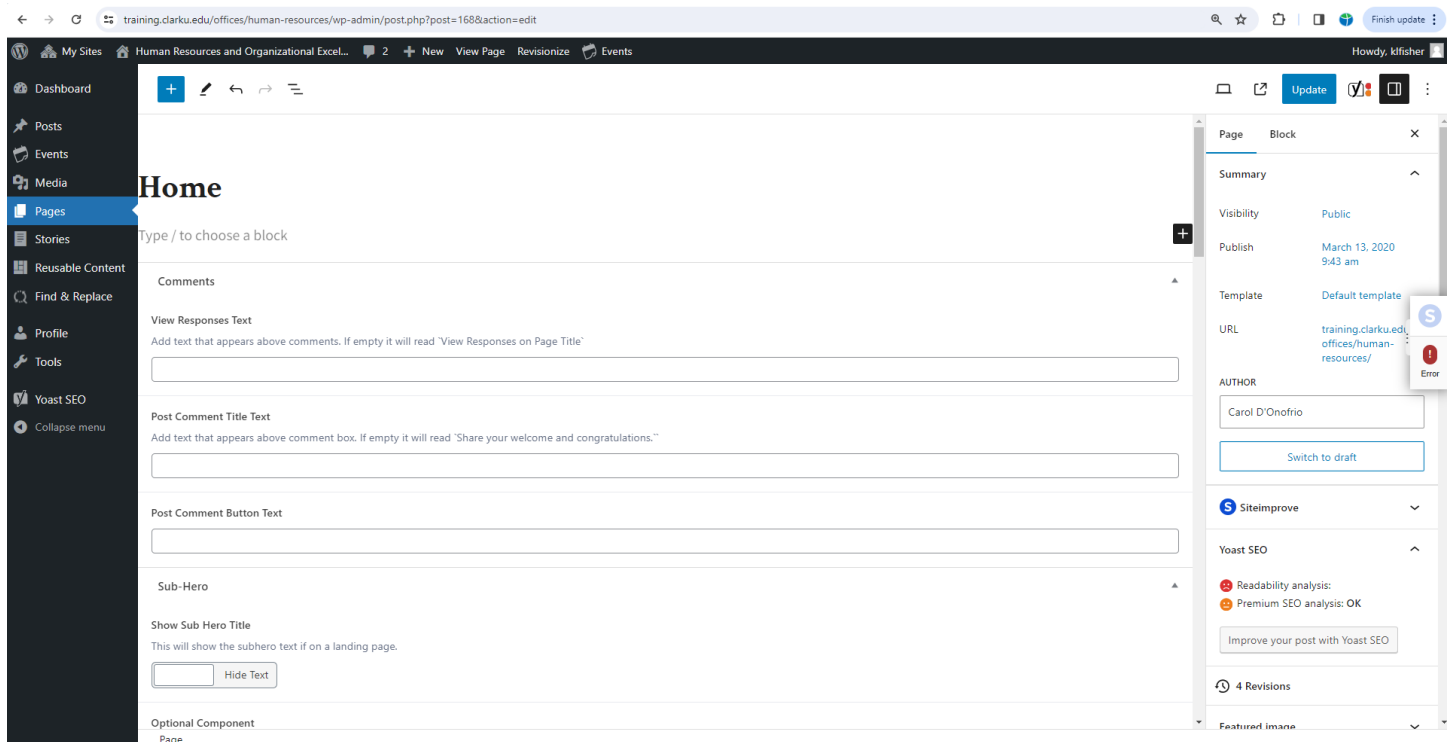 training.clarku.edu/offices/human-resources/wp-admin/post.php?post=168&action=edit
Finish update
My Sites Human Resources and Organizational Excel... 2 New View Page Revisionize Events Howdy, klfisher
Dashboard
Posts
Events
Media
Pages
Stories
Reusable Content
Find & Replace
Profile
Tools
Yoast SEO
Collapse menu
Update
Home
Type / to choose a block
Comments
View Responses Text
Add text that appears above comments. If empty it will read `View Responses on Page Title`
Post Comment Title Text
Add text that appears above comment box. If empty it will read `Share your welcome and congratulations.``
Post Comment Button Text
Sub-Hero
Show Sub Hero Title
This will show the subhero text if on a landing page.
Hide Text
Optional Component
Page
Page Block
Summary
Visibility Public
Publish March 13, 2020
9:43 am
Template Default template
URL training.clarku.edu
offices/human-
resources/
Error
AUTHOR
Carol D'Onofrio
Switch to draft
S Siteimprove
Yoast SEO
Readability analysis:
Premium SEO analysis: OK
Improve your post with Yoast SEO
4 Revisions
Featured image